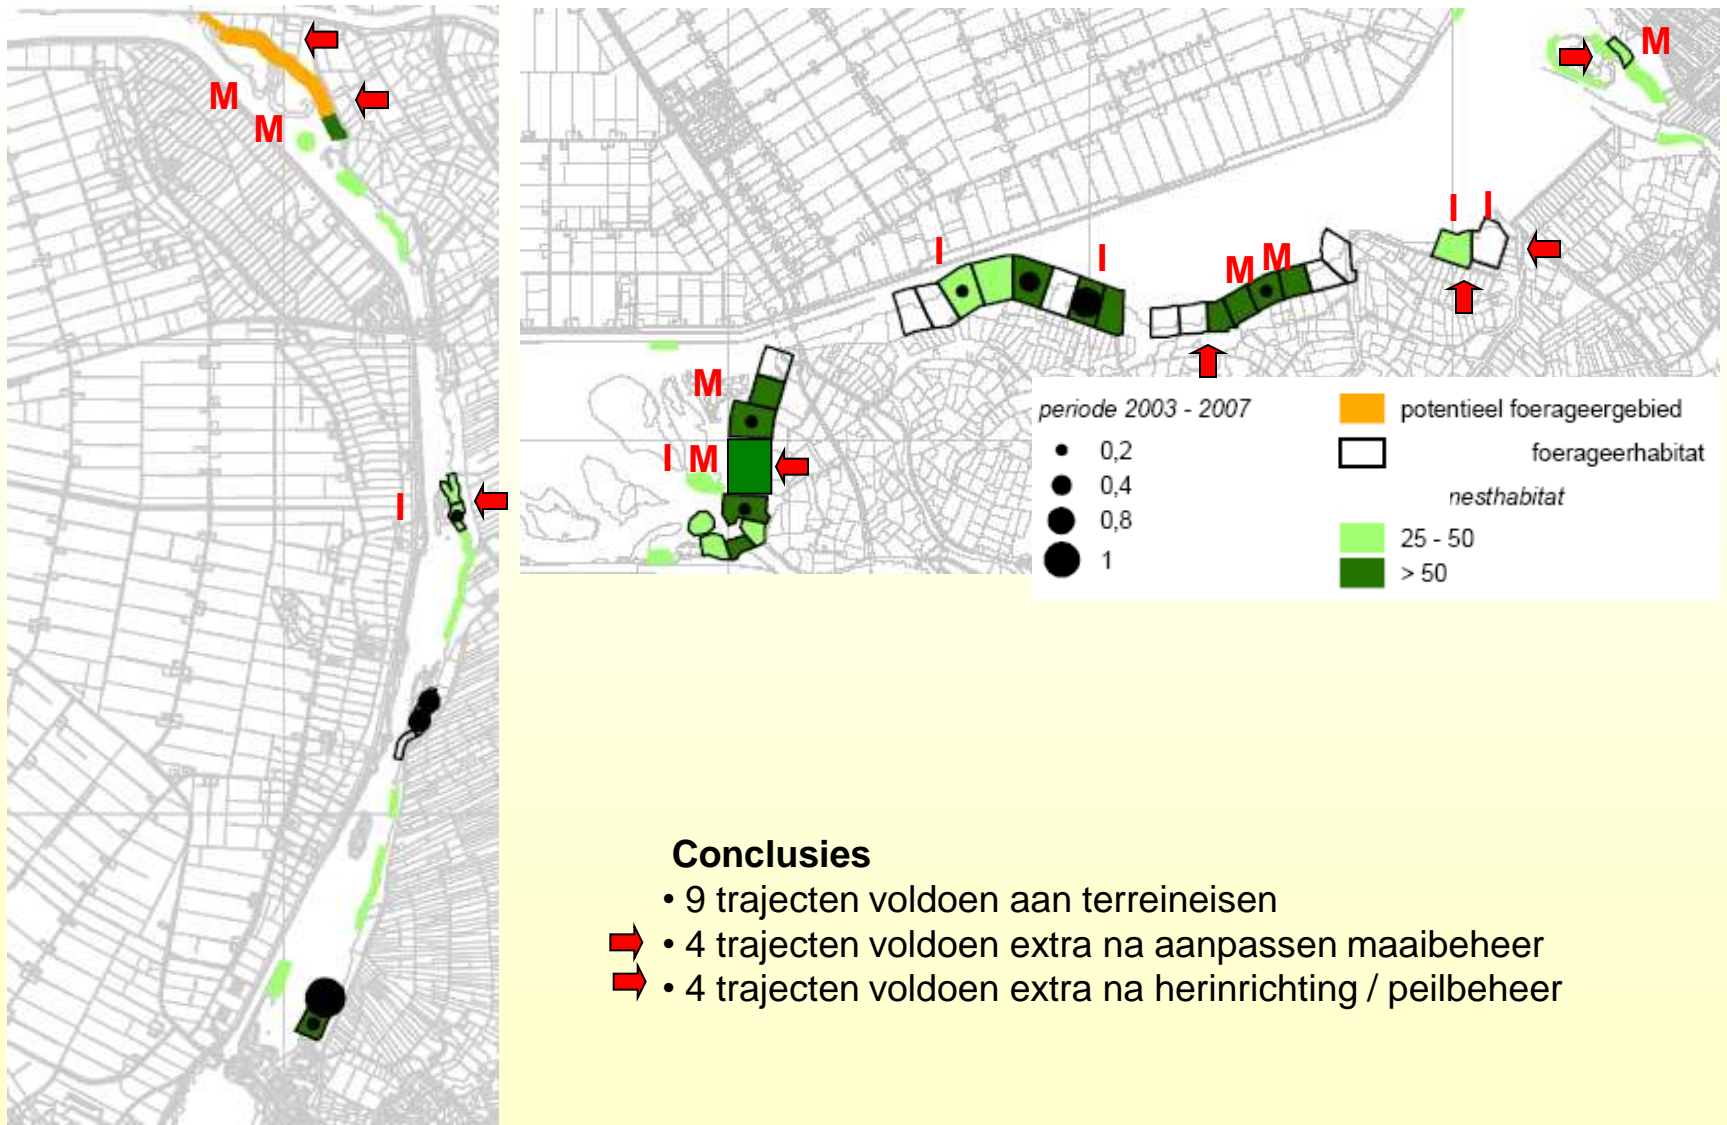 M
M
I
M
I
I
I
I
M
M
M
I M
periode 2003 - 2007
0,2
0,4
0,8
1
potentieel foerageergebied
foerageerhabitat
nesthabitat
25 - 50
> 50
Conclusies
• 9 trajecten voldoen aan terreineisen
• 4 trajecten voldoen extra na aanpassen maaibeheer
• 4 trajecten voldoen extra na herinrichting / peilbeheer